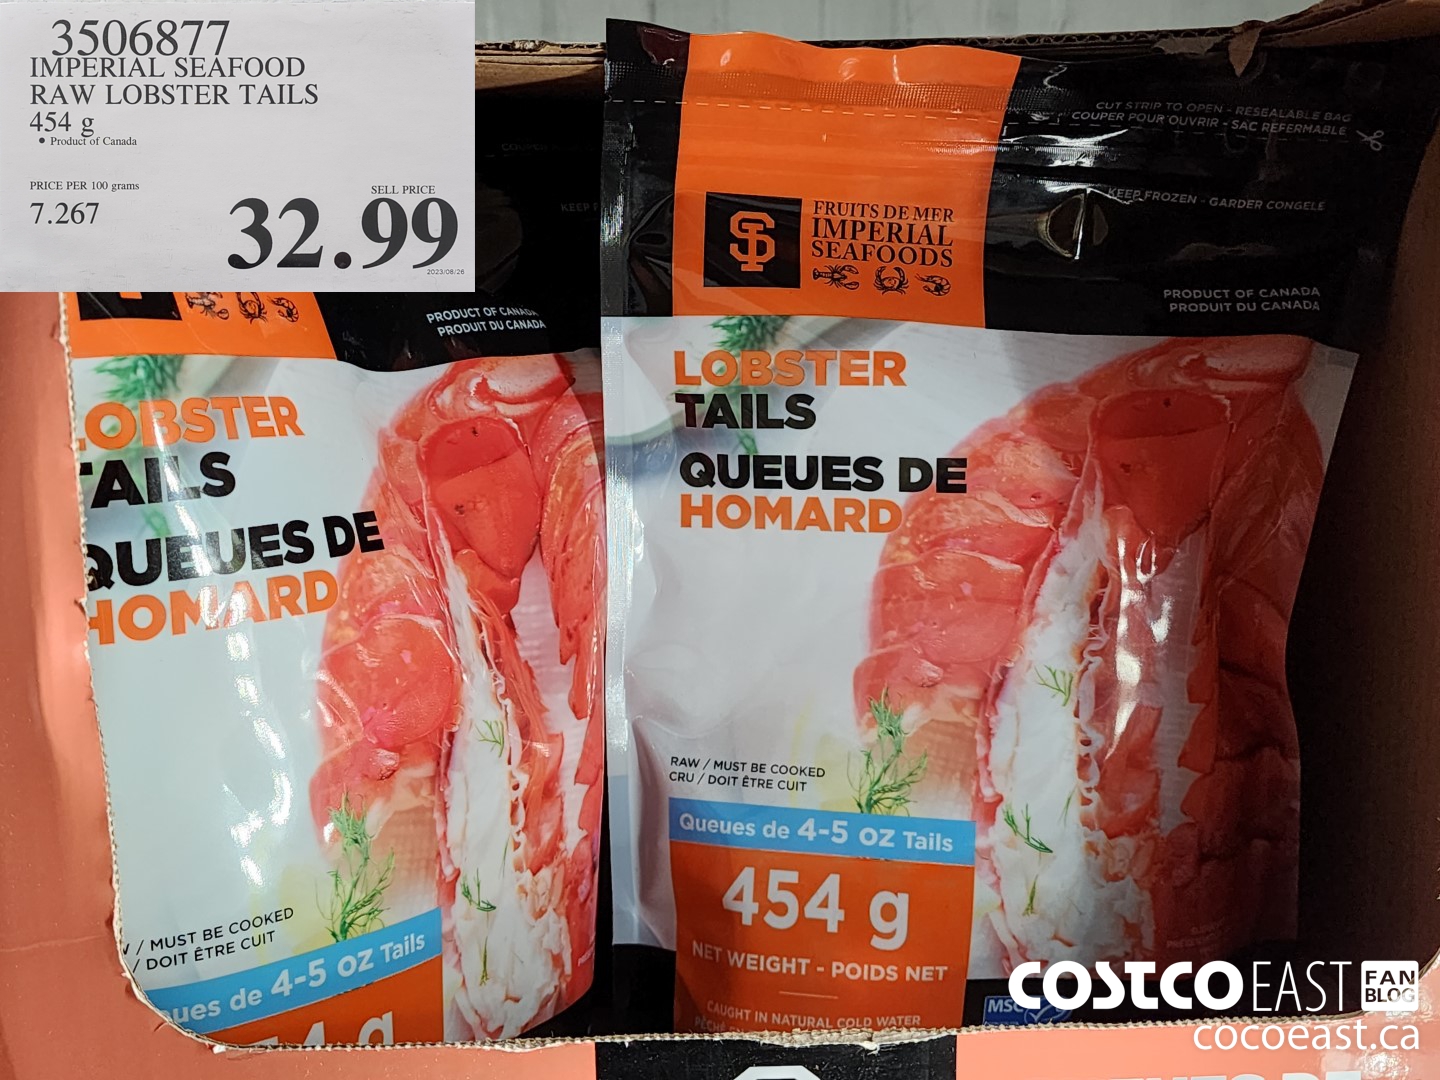 3506877
IMPERIAL SEAFOOD
RAW LOBSTER TAILS
454 g
• Product of Canada
PRICE PER 100 grams
7.267
SELL PRICE
32.99
2023/08/26
CUT STRIP TO OPEN - RESEALABLE BAG
COUPER POUR OUVRIR - SAC REFERMABLE
KEEP FROZEN - GARDER CONGELÉ
FRUITS DE MER
IMPERIAL
SEAFOODS
PRODUCT OF CANADA
PRODUIT DU CANADA
LOBSTER
TAILS
QUEUES DE
HOMARD
RAW / MUST BE COOKED
CRU / DOIT ÊTRE CUIT
Queues de 4-5 oz Tails
454 g
NET WEIGHT - POIDS NET
CAUGHT IN NATURAL COLD WATER
MSC
KEEP F
PRODUCT OF CANADA
PRODUIT DU CANADA
OBSTER
TAILS
QUEUES DE
HOMARD
/ MUST BE COOKED
/ DOIT ÊTRE CUIT
ues de 4-5 oz Tails
4 g
COSTCO EAST FAN BLOG
cocoeast.ca